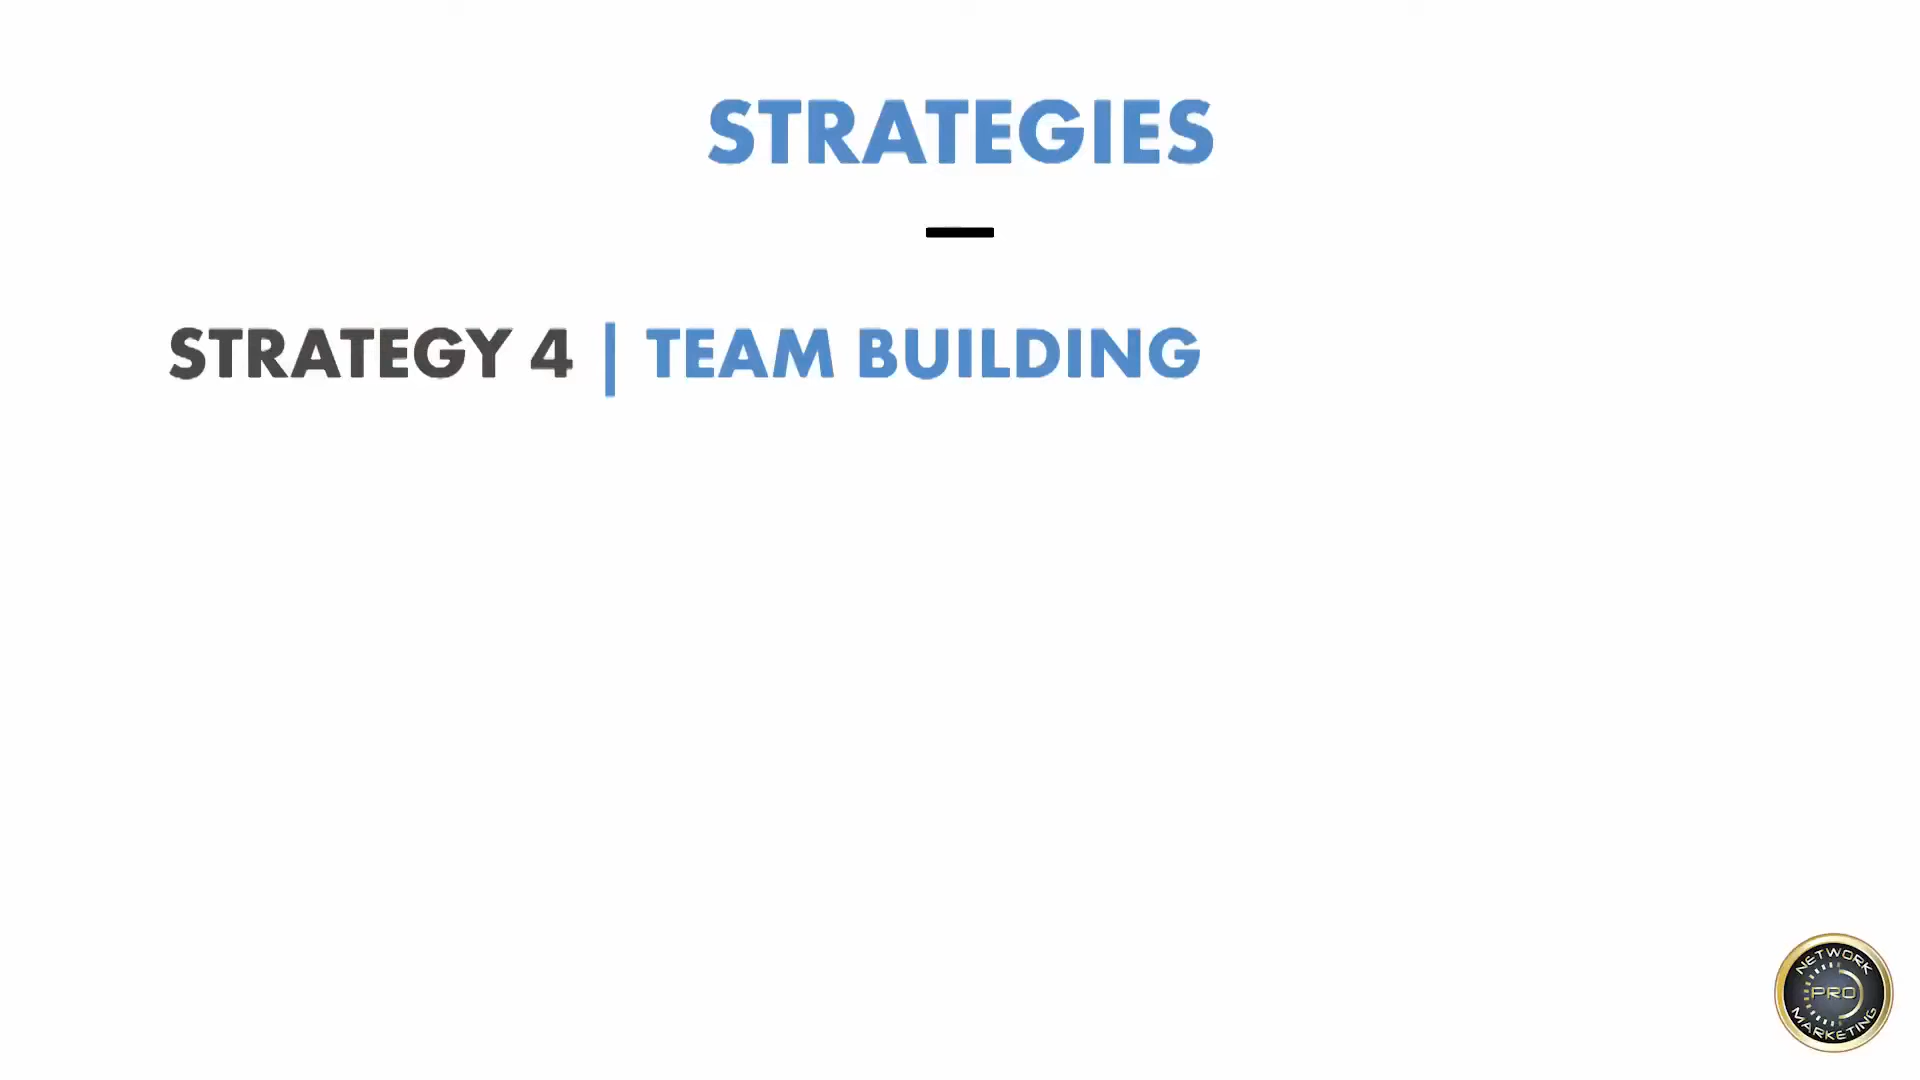 STRATEGIES
STRATEGY 4 | TEAM BUILDING
NETWORK
PRO
MARKETING